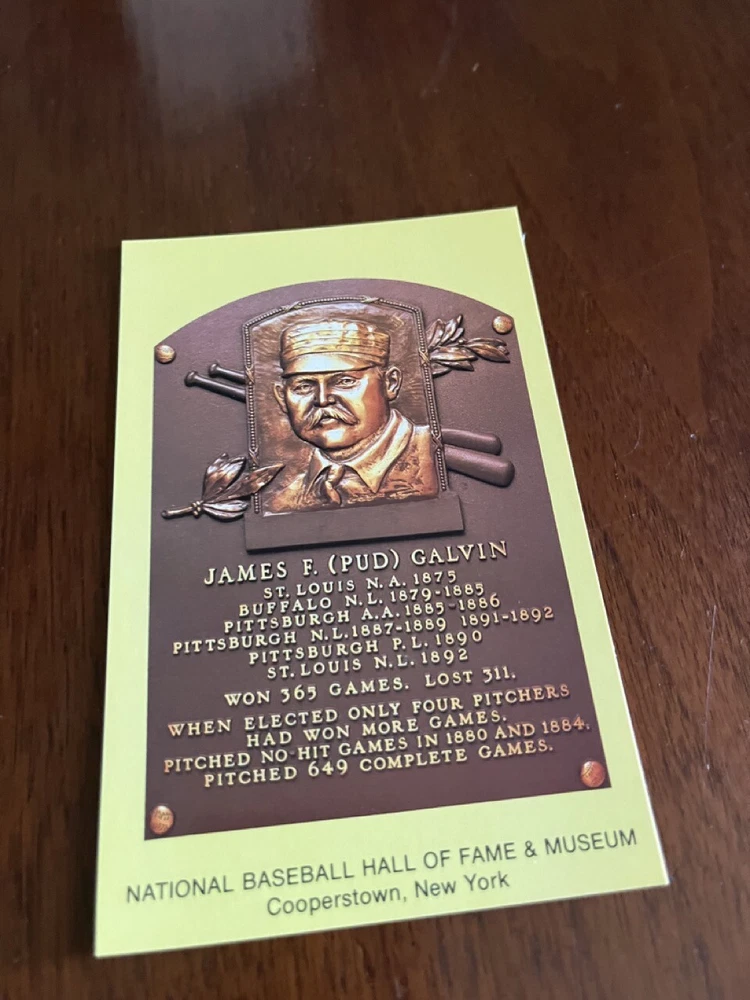 JAMES F. (PUD) GALVIN
ST. LOUIS N.A. 1875
BUFFALO N.L. 1879-1885
PITTSBURGH A.A. 1885-1886
PITTSBURGH N.L. 1887-1889 1891-1892
PITTSBURGH P.L. 1890
ST. LOUIS N.L. 1892
WON 365 GAMES. LOST 311.
WHEN ELECTED ONLY FOUR PITCHERS
HAD WON MORE GAMES.
PITCHED NO-HIT GAMES IN 1880 AND 1884.
PITCHED 649 COMPLETE GAMES.
NATIONAL BASEBALL HALL OF FAME & MUSEUM
Cooperstown, New York